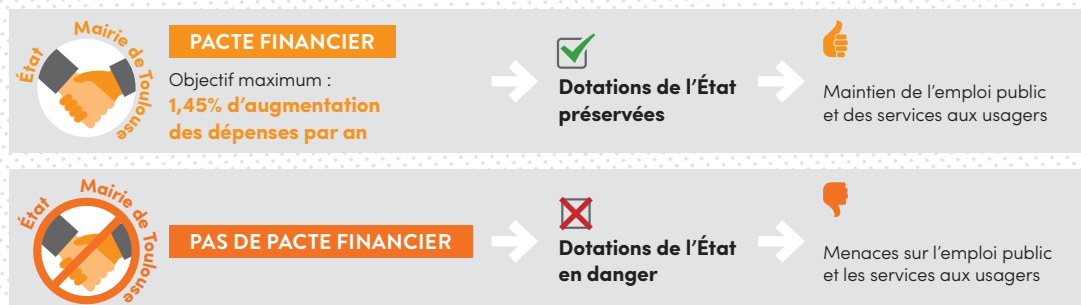 État
Mairie de Toulouse
PACTE FINANCIER
Objectif maximum :
1,45% d’augmentation
des dépenses par an
Dotations de l’État
préservées
Maintien de l’emploi public
et des services aux usagers
État
Mairie de Toulouse
PAS DE PACTE FINANCIER
Dotations de l’État
en danger
Menaces sur l’emploi public
et les services aux usagers